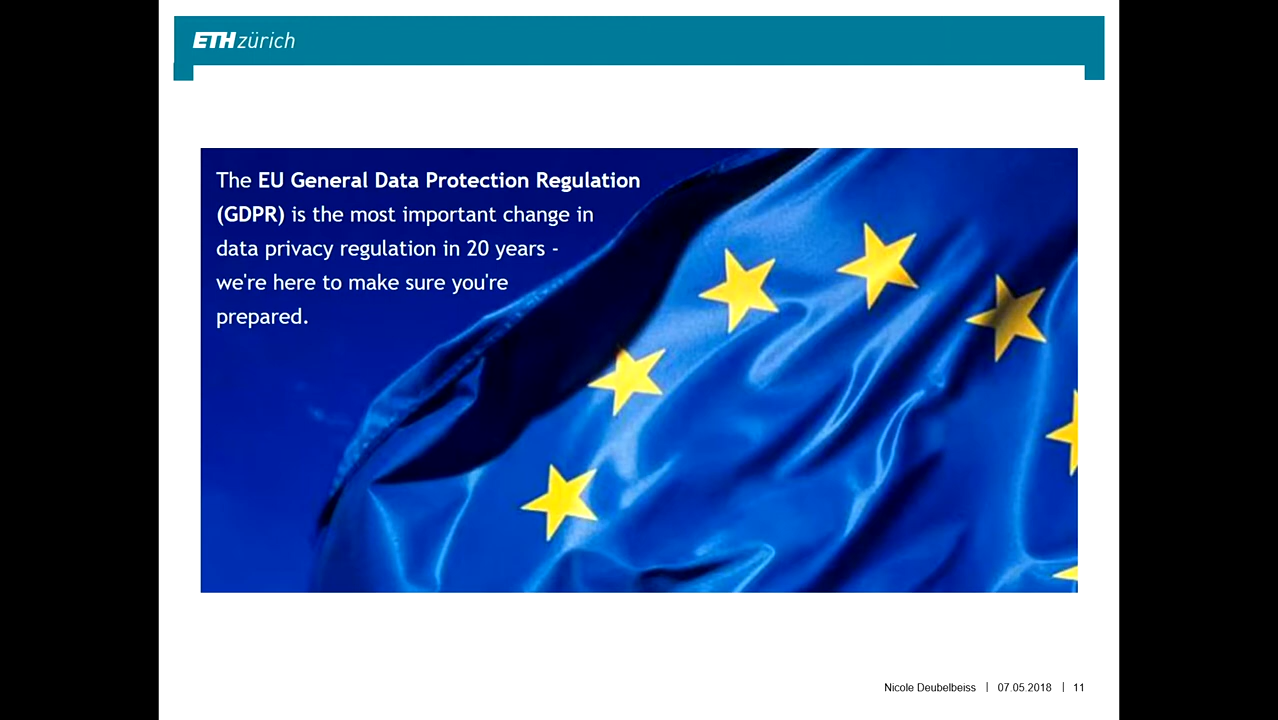 ETH zürich
The EU General Data Protection Regulation
(GDPR) is the most important change in
data privacy regulation in 20 years -
we're here to make sure you're
prepared.
Nicole Deubelbeiss | 07.05.2018 | 11